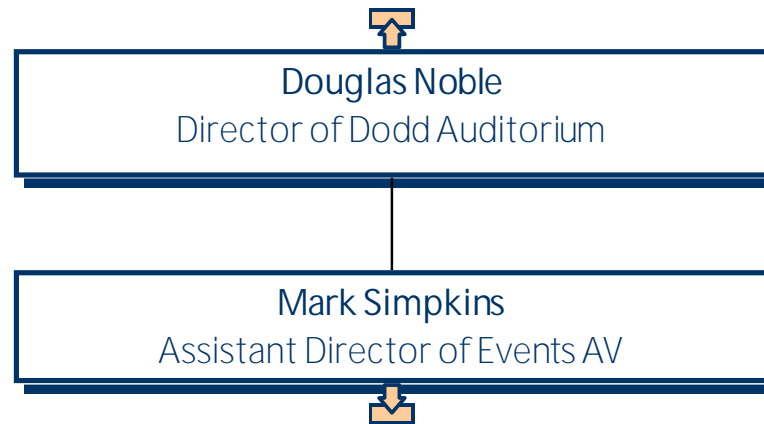 Douglas Noble
Director of Dodd Auditorium
Mark Simpkins
Assistant Director of Events AV